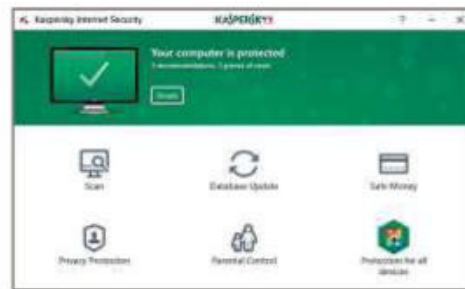 Kaspersky Internet Security
KASPERSKY
? – ×
Your computer is protected
Details
Scan
Database Update
Safe Money
Privacy Protection
Parental Control
Protection for all
devices